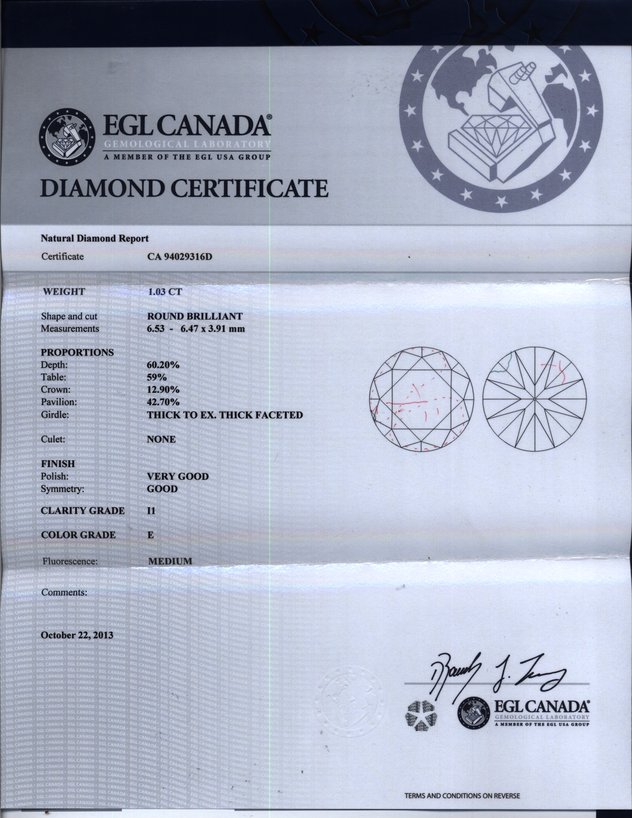 EGL CANADA®
GEMOLOGICAL LABORATORY
A MEMBER OF THE EGL USA GROUP
DIAMOND CERTIFICATE
Natural Diamond Report
Certificate CA 94029316D
WEIGHT 1.03 CT
Shape and cut ROUND BRILLIANT
Measurements 6.53 - 6.47 x 3.91 mm
PROPORTIONS
Depth: 60.20%
Table: 59%
Crown: 12.90%
Pavilion: 42.70%
Girdle: THICK TO EX. THICK FACETED
Culet: NONE
FINISH
Polish: VERY GOOD
Symmetry: GOOD
CLARITY GRADE I1
COLOR GRADE E
Fluorescence: MEDIUM
Comments:
October 22, 2013
EGL CANADA®
GEMOLOGICAL LABORATORY
A MEMBER OF THE EGL USA GROUP
TERMS AND CONDITIONS ON REVERSE